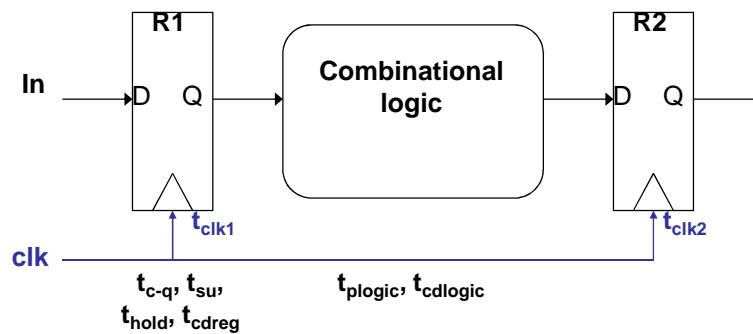 R1
R2
In
D Q
Combinational
logic
D Q
t_clk1
t_clk2
clk
t_c-q, t_su,
t_hold, t_cdreg
t_plogic, t_cdlogic